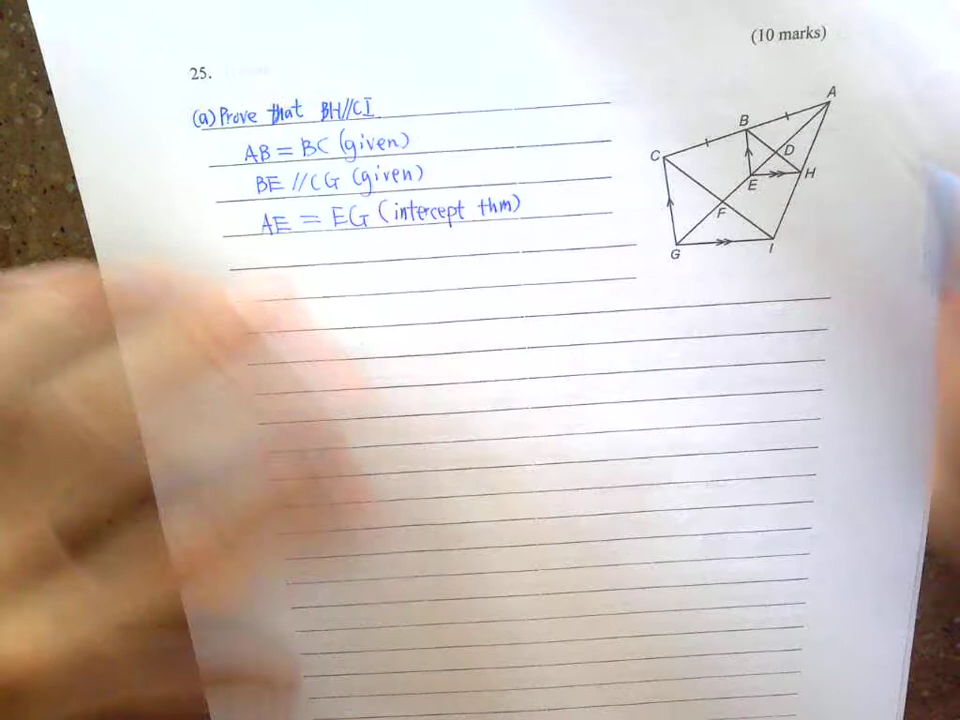 (10 marks)
25.
(a) Prove that BH//CI
AB = BC (given)
BE //CG (given)
AE = EG (intercept thm)
A
B
C
D
E
H
F
G
I